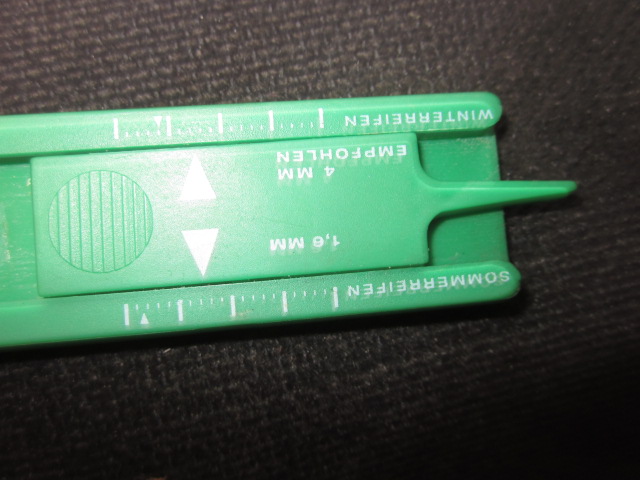 SOMMERREIFEN
1,6 MM
4 MM
EMPFOHLEN
WINTERREIFEN